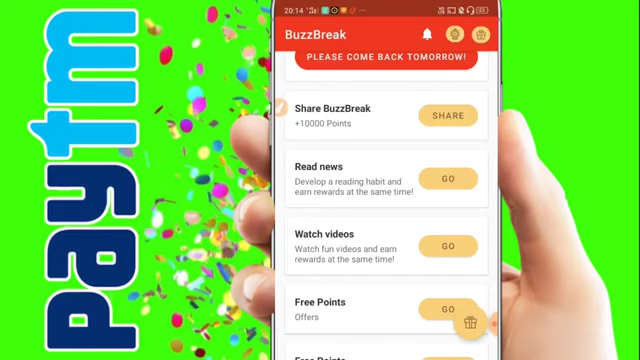 paytm
20:14
BuzzBreak
PLEASE COME BACK TOMORROW!
Share BuzzBreak
+10000 Points
SHARE
Read news
Develop a reading habit and
earn rewards at the same time!
GO
Watch videos
Watch fun videos and earn
rewards at the same time!
GO
Free Points
Offers
GO
Free Points